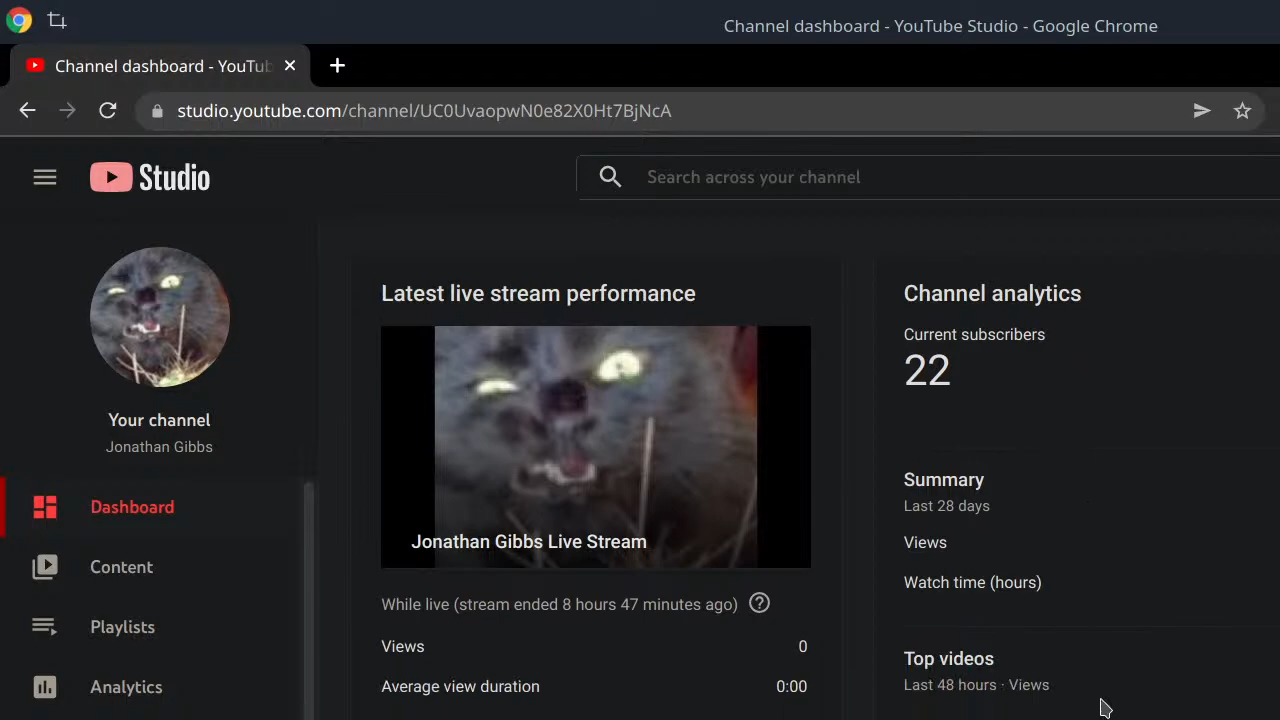 Channel dashboard - YouTube Studio - Google Chrome
Channel dashboard - YouTub
studio.youtube.com/channel/UC0UvaopwN0e82X0Ht7BjNcA
Studio
Search across your channel
Your channel
Jonathan Gibbs
Dashboard
Content
Playlists
Analytics
Latest live stream performance
Jonathan Gibbs Live Stream
While live (stream ended 8 hours 47 minutes ago)
Views 0
Average view duration 0:00
Channel analytics
Current subscribers
22
Summary
Last 28 days
Views
Watch time (hours)
Top videos
Last 48 hours · Views